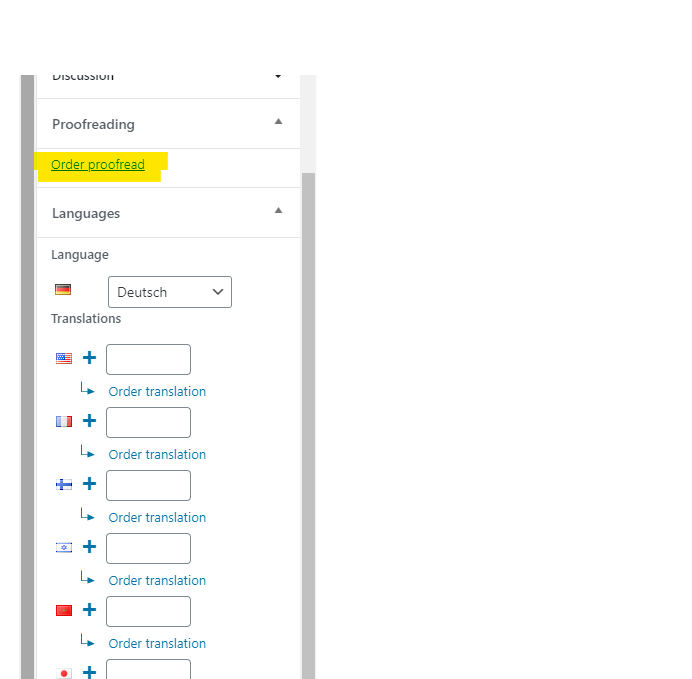 Discussion
Proofreading
Order proofread
Languages
Language
Deutsch
Translations
Order translation
Order translation
Order translation
Order translation
Order translation